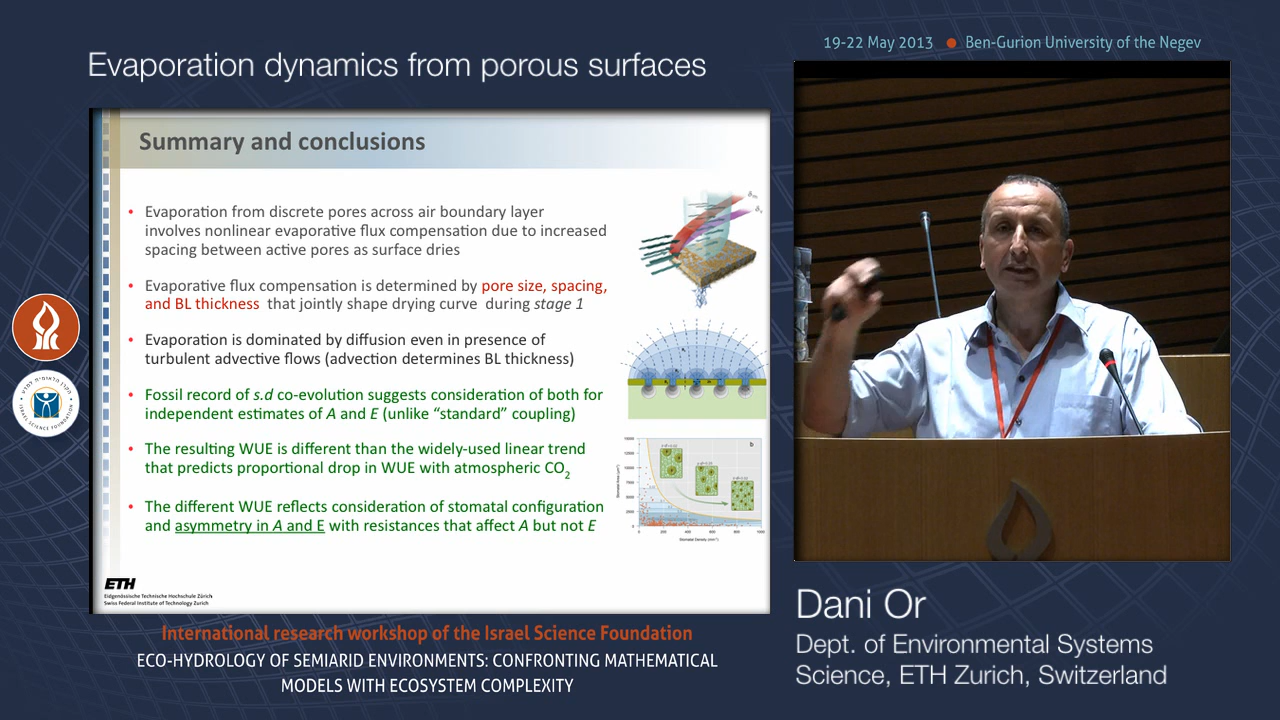 19-22 May 2013 ● Ben-Gurion University of the Negev
Evaporation dynamics from porous surfaces
Summary and conclusions
• Evaporation from discrete pores across air boundary layer
involves nonlinear evaporative flux compensation due to increased
spacing between active pores as surface dries
• Evaporative flux compensation is determined by pore size, spacing,
and BL thickness that jointly shape drying curve during stage 1
• Evaporation is dominated by diffusion even in presence of
turbulent advective flows (advection determines BL thickness)
• Fossil record of s.d co-evolution suggests consideration of both for
independent estimates of A and E (unlike “standard” coupling)
• The resulting WUE is different than the widely-used linear trend
that predicts proportional drop in WUE with atmospheric CO2
• The different WUE reflects consideration of stomatal configuration
and asymmetry in A and E with resistances that affect A but not E
b
ETH
Eidgenössische Technische Hochschule Zürich
Swiss Federal Institute of Technology Zurich
International research workshop of the Israel Science Foundation
ECO-HYDROLOGY OF SEMIARID ENVIRONMENTS: CONFRONTING MATHEMATICAL
MODELS WITH ECOSYSTEM COMPLEXITY
Dani Or
Dept. of Environmental Systems
Science, ETH Zurich, Switzerland